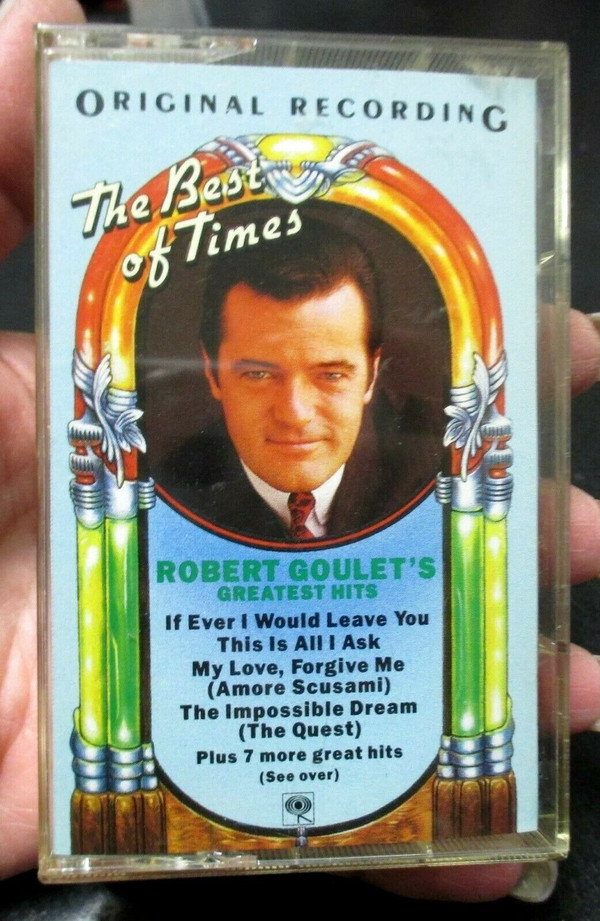 ORIGINAL RECORDING
The Best
of Times
ROBERT GOULET'S
GREATEST HITS
If Ever I Would Leave You
This Is All I Ask
My Love, Forgive Me
(Amore Scusami)
The Impossible Dream
(The Quest)
Plus 7 more great hits
(See over)